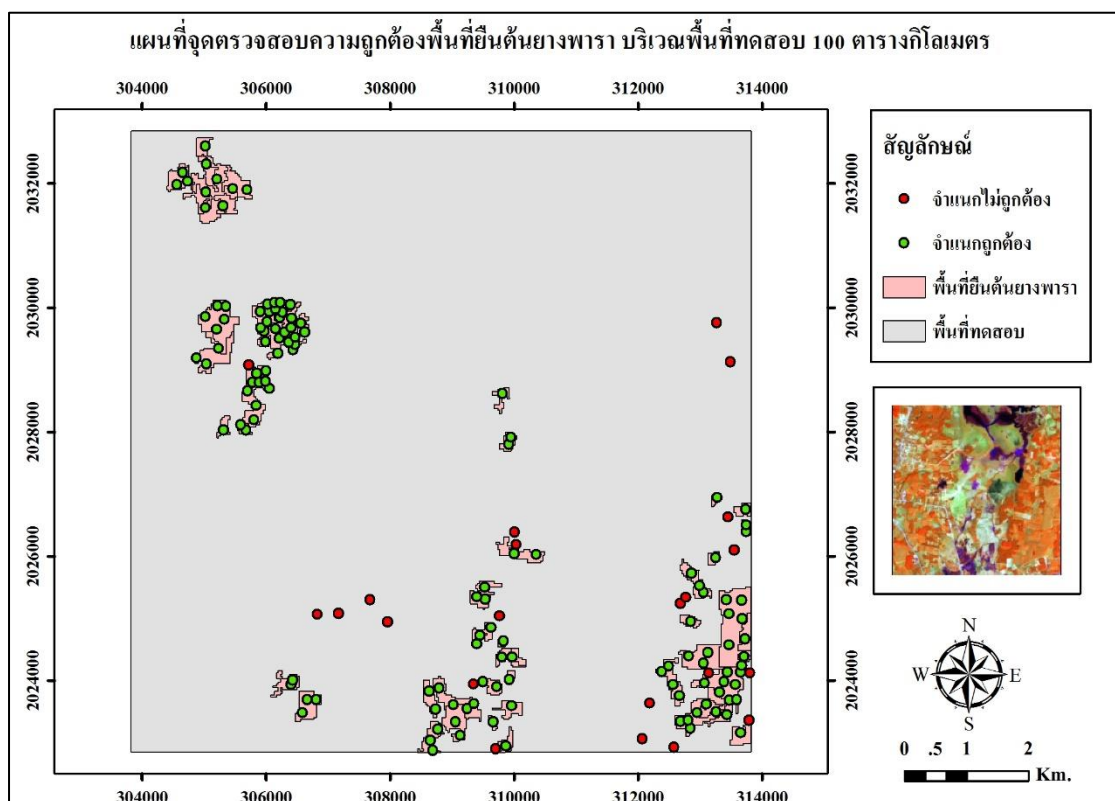 แผนที่จุดตรวจสอบความถูกต้องพื้นที่ยืนต้นยางพารา บริเวณพื้นที่ทดสอบ 100 ตารางกิโลเมตร
304000 306000 308000 310000 312000 314000
2032000 2032000
2030000 2030000
2028000 2028000
2026000 2026000
2024000 2024000
304000 306000 308000 310000 312000 314000
สัญลักษณ์
จำแนกไม่ถูกต้อง
จำแนกถูกต้อง
พื้นที่ยืนต้นยางพารา
พื้นที่ทดสอบ
N
W E
S
0 .5 1 2
Km.